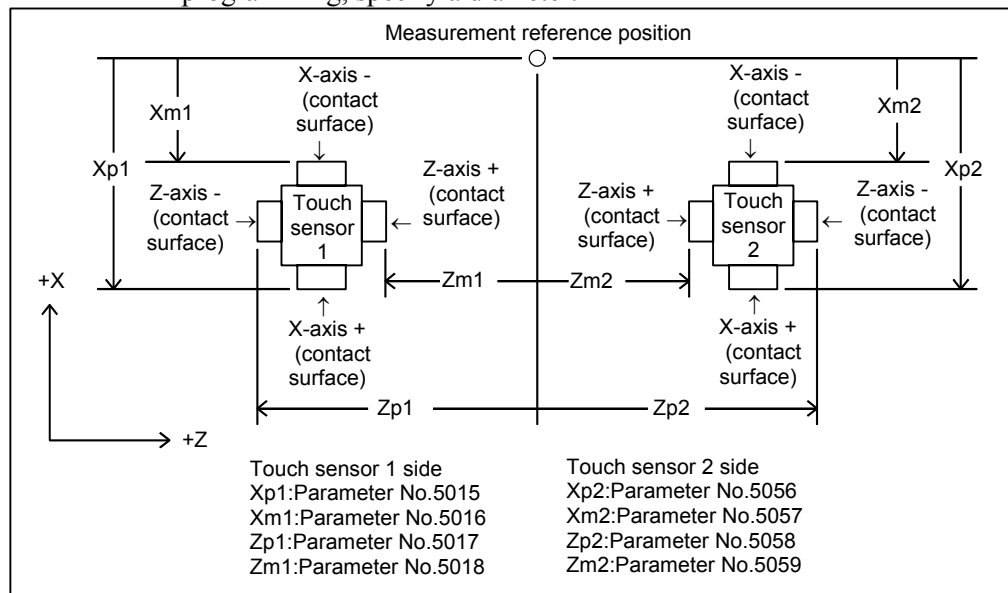 programming, specify a diameter.
Measurement reference position
X-axis -
(contact
surface)
X-axis -
(contact
surface)
Xm1
Xm2
Xp1
Xp2
Z-axis -
(contact
surface)
Touch
sensor
1
Z-axis +
(contact
surface)
Z-axis +
(contact
surface)
Touch
sensor
2
Z-axis -
(contact
surface)
Zm1
Zm2
+X
X-axis +
(contact
surface)
X-axis +
(contact
surface)
Zp1
Zp2
+Z
Touch sensor 1 side
Xp1:Parameter No.5015
Xm1:Parameter No.5016
Zp1:Parameter No.5017
Zm1:Parameter No.5018
Touch sensor 2 side
Xp2:Parameter No.5056
Xm2:Parameter No.5057
Zp2:Parameter No.5058
Zm2:Parameter No.5059